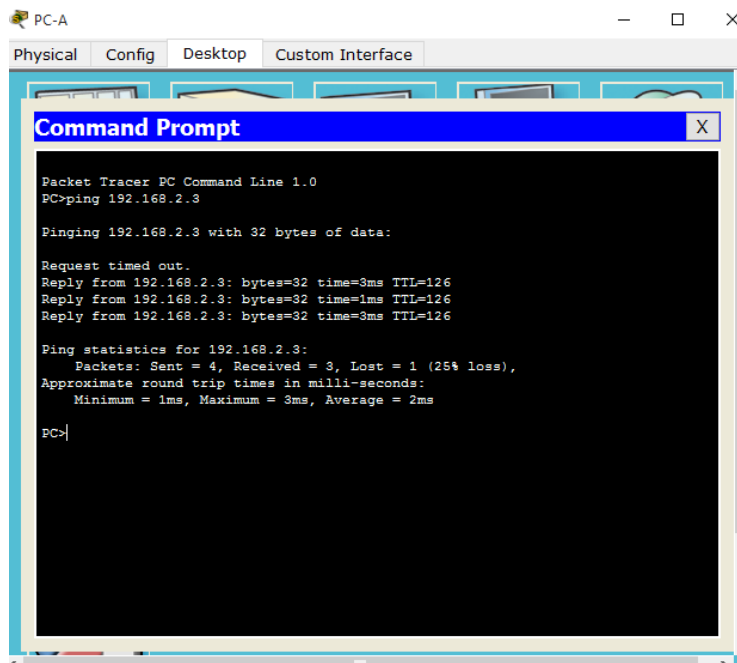 PC-A
Physical Config Desktop Custom Interface
Command Prompt X
Packet Tracer PC Command Line 1.0
PC>ping 192.168.2.3
Pinging 192.168.2.3 with 32 bytes of data:
Request timed out.
Reply from 192.168.2.3: bytes=32 time=3ms TTL=126
Reply from 192.168.2.3: bytes=32 time=1ms TTL=126
Reply from 192.168.2.3: bytes=32 time=3ms TTL=126
Ping statistics for 192.168.2.3:
Packets: Sent = 4, Received = 3, Lost = 1 (25% loss),
Approximate round trip times in milli-seconds:
Minimum = 1ms, Maximum = 3ms, Average = 2ms
PC>